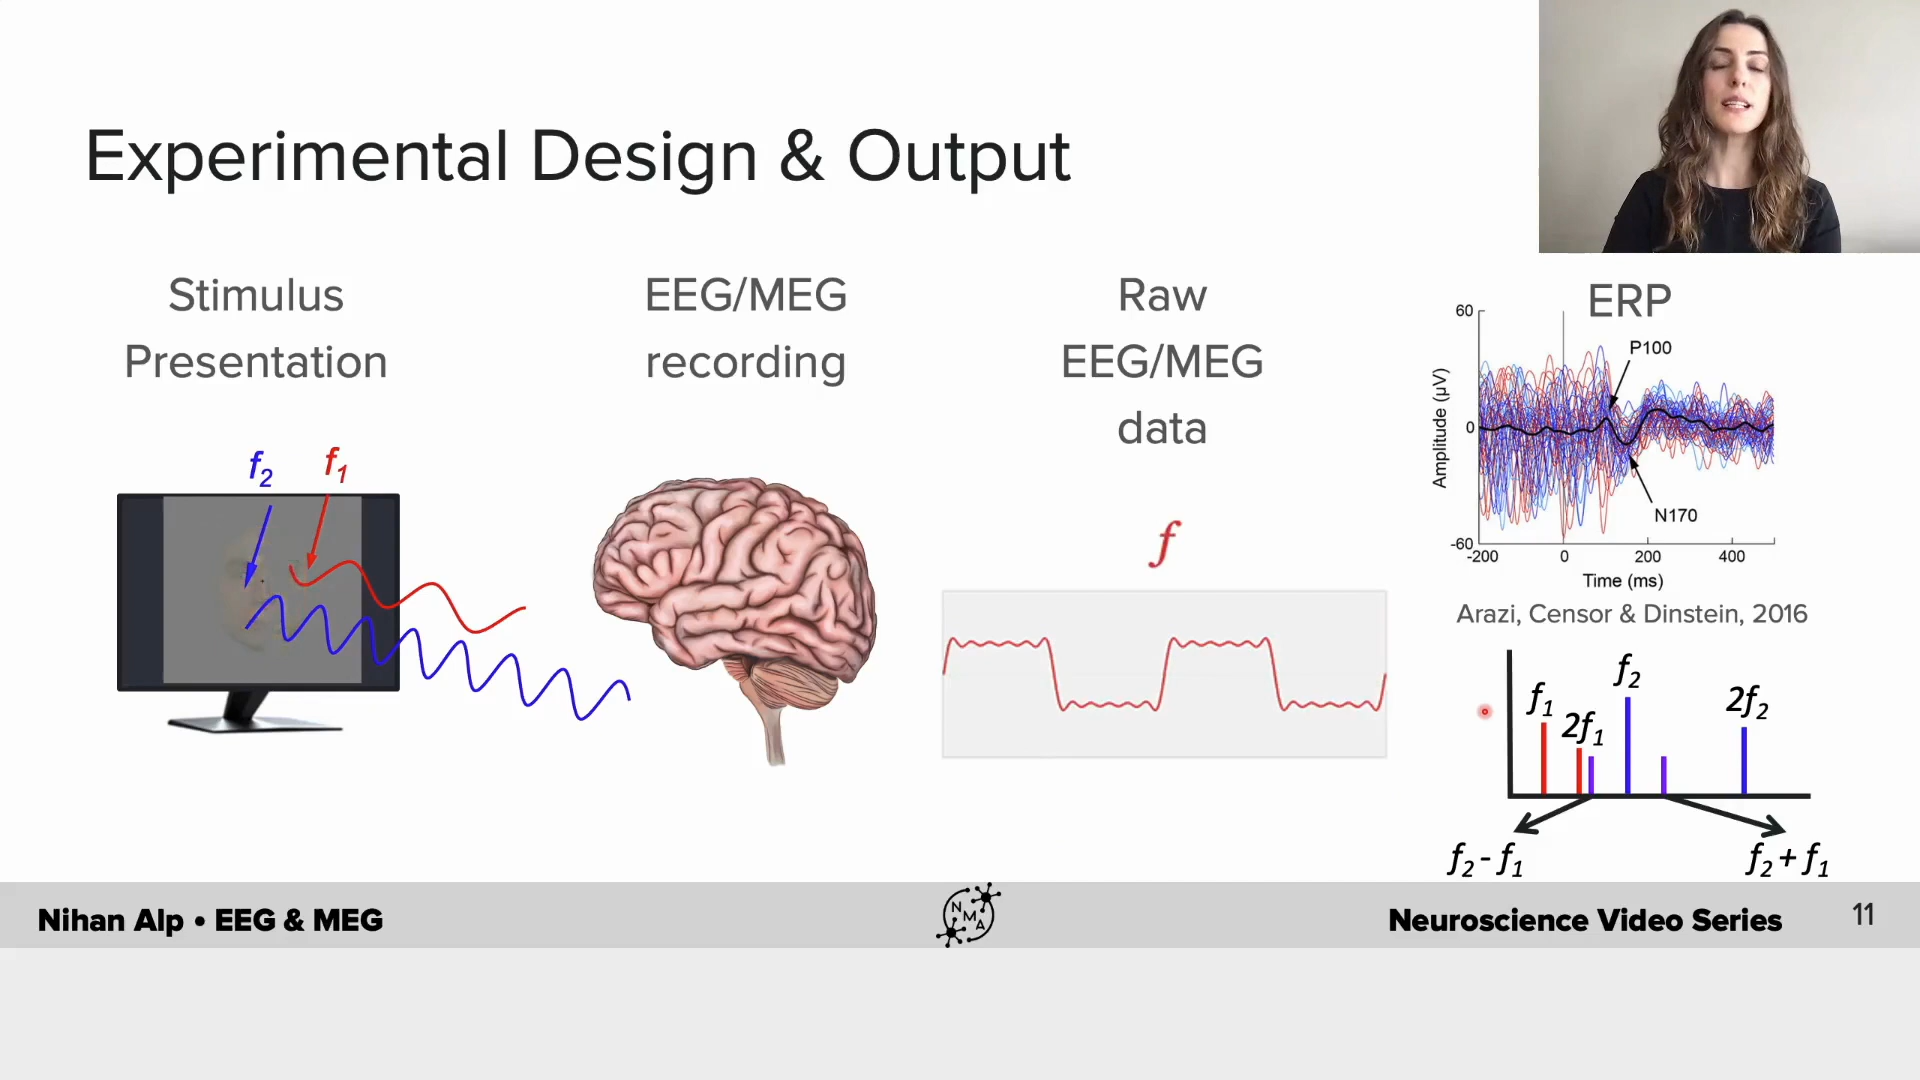 Experimental Design & Output
Stimulus
Presentation
f2
f1
EEG/MEG
recording
Raw
EEG/MEG
data
f
ERP
60
0
-60
Amplitude (µV)
P100
N170
-200
0
200
400
Time (ms)
Arazi, Censor & Dinstein, 2016
f1
2f1
f2
2f2
f2 - f1
f2 + f1
Nihan Alp • EEG & MEG
N
M
A
Neuroscience Video Series
11